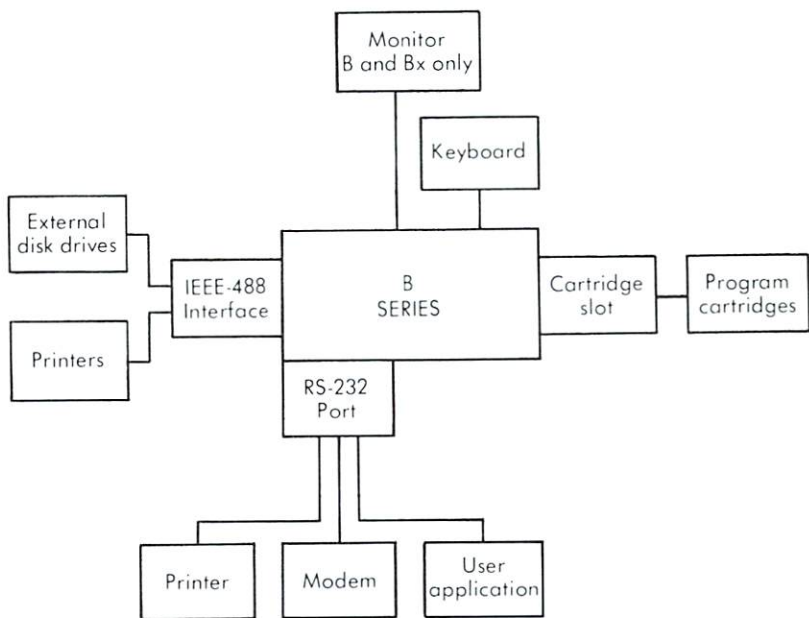 Monitor
B and Bx only
Keyboard
External
disk drives
IEEE-488
Interface
B
SERIES
Cartridge
slot
Program
cartridges
Printers
RS-232
Port
Printer
Modem
User
application